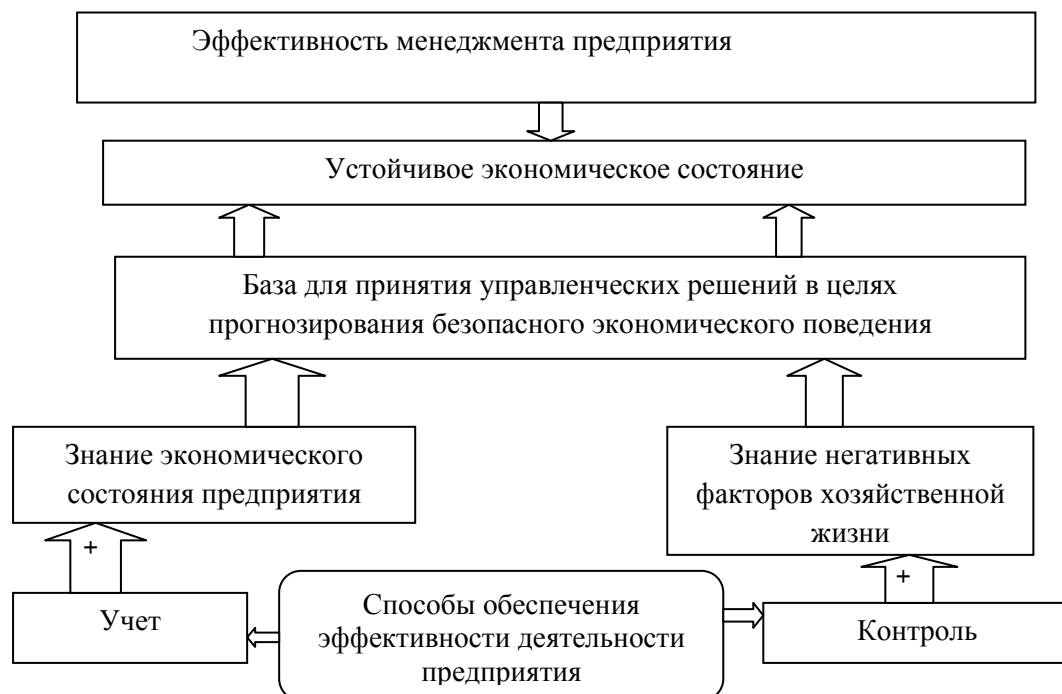 Эффективность менеджмента предприятия
Устойчивое экономическое состояние
База для принятия управленческих решений в целях
прогнозирования безопасного экономического поведения
Знание экономического
состояния предприятия
Знание негативных
факторов хозяйственной
жизни
+
+
Учет
Способы обеспечения
эффективности деятельности
предприятия
Контроль